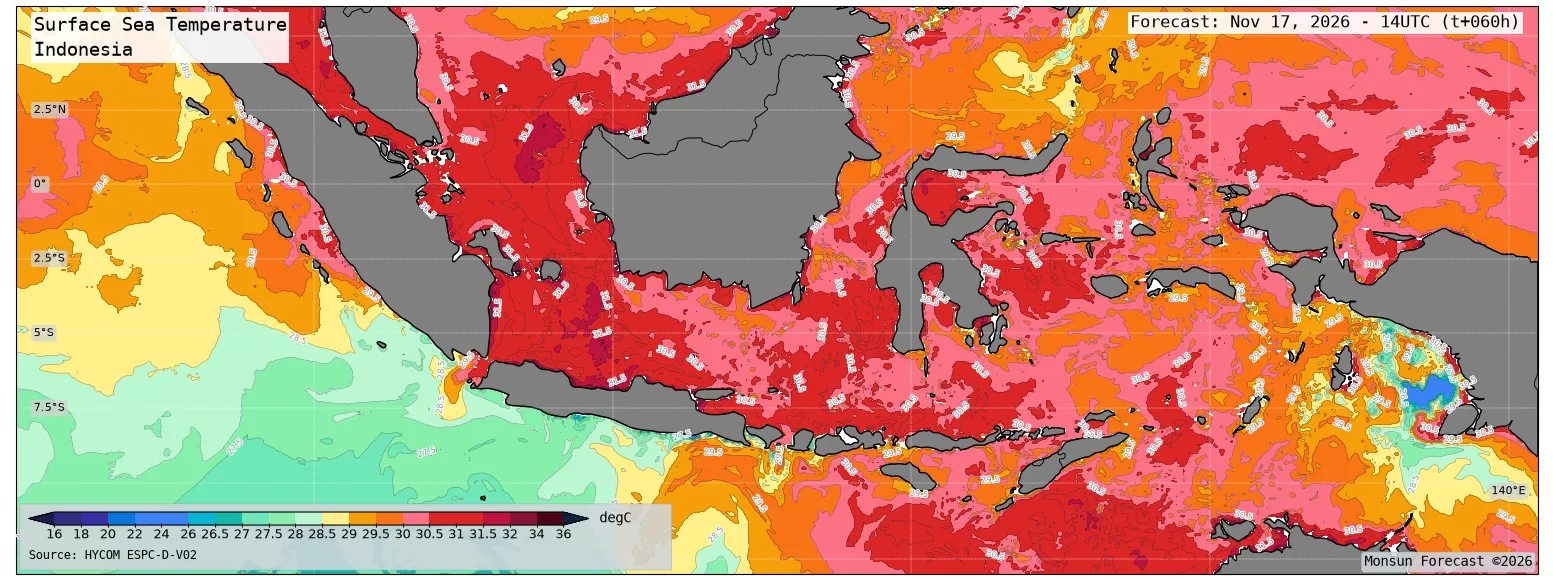 Surface Sea Temperature
Indonesia
Forecast: Nov 17, 2026 - 14UTC (t+060h)
2.5°N
0°
2.5°S
5°S
7.5°S
140°E
degC
16 18 20 22 24 26 26.5 27 27.5 28 28.5 29 29.5 30 30.5 31 31.5 32 34 36
Source: HYCOM ESPC-D-V02
Monsun Forecast ©2026